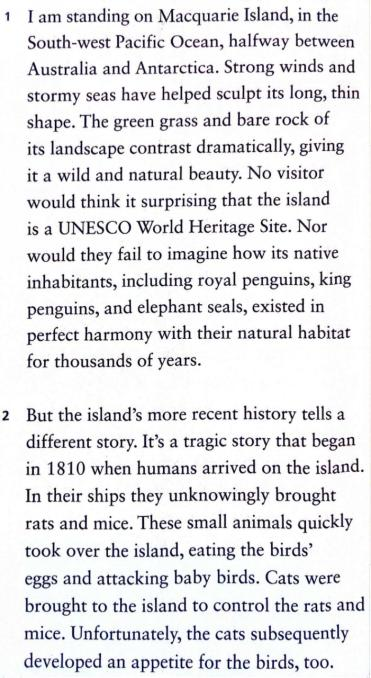 1 I am standing on Macquarie Island, in the
South-west Pacific Ocean, halfway between
Australia and Antarctica. Strong winds and
stormy seas have helped sculpt its long, thin
shape. The green grass and bare rock of
its landscape contrast dramatically, giving
it a wild and natural beauty. No visitor
would think it surprising that the island
is a UNESCO World Heritage Site. Nor
would they fail to imagine how its native
inhabitants, including royal penguins, king
penguins, and elephant seals, existed in
perfect harmony with their natural habitat
for thousands of years.
2 But the island's more recent history tells a
different story. It's a tragic story that began
in 1810 when humans arrived on the island.
In their ships they unknowingly brought
rats and mice. These small animals quickly
took over the island, eating the birds'
eggs and attacking baby birds. Cats were
brought to the island to control the rats and
mice. Unfortunately, the cats subsequently
developed an appetite for the birds, too.